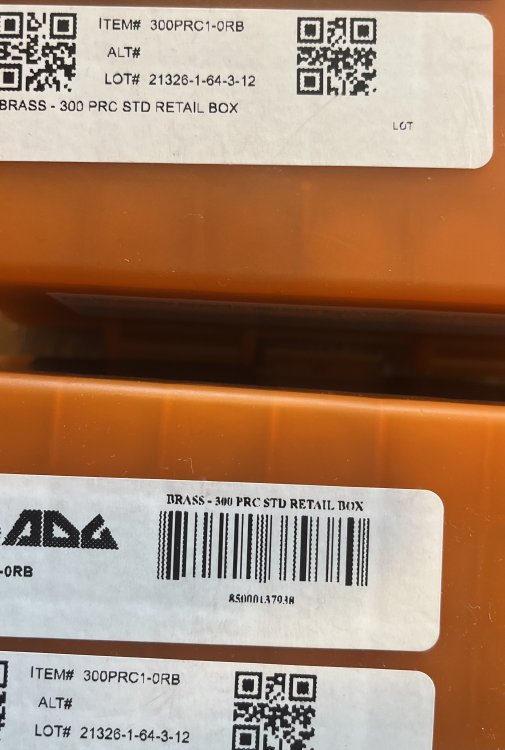 ITEM# 300PRC1-0RB
ALT#
LOT# 21326-1-64-3-12
BRASS - 300 PRC STD RETAIL BOX
LOT
BRASS - 300 PRC STD RETAIL BOX
ADG
-0RB
85000137938
ITEM# 300PRC1-0RB
ALT#
LOT# 21326-1-64-3-12